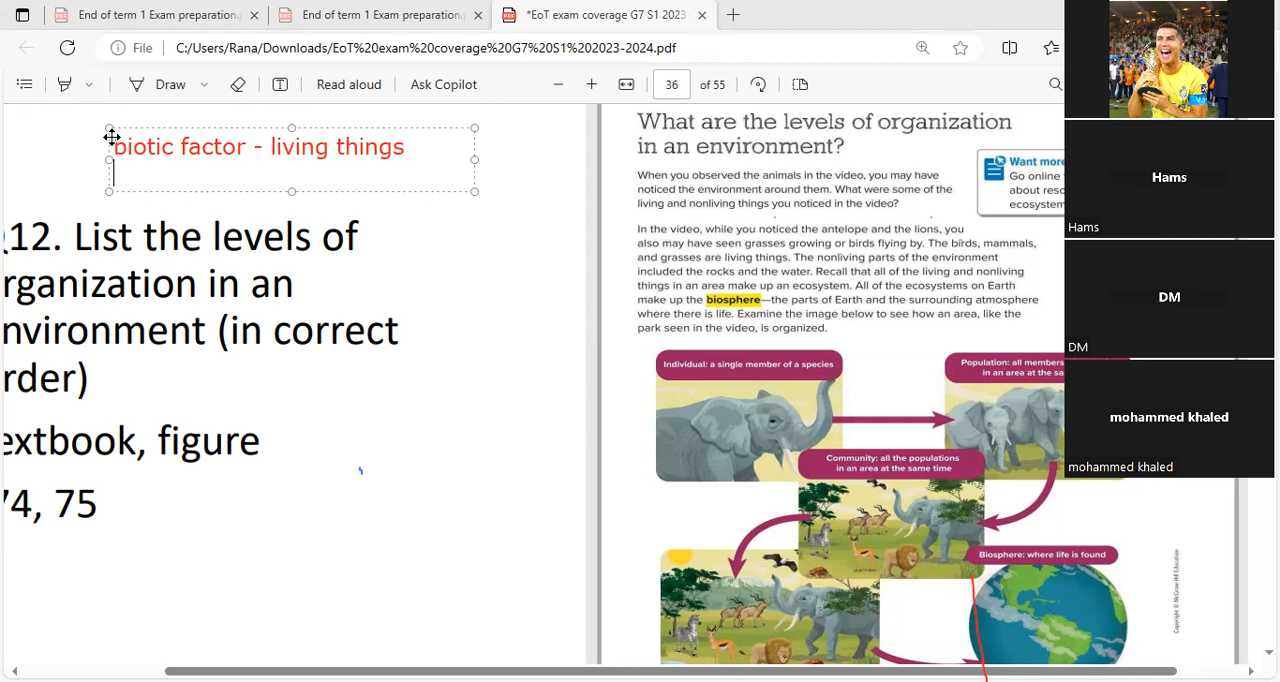 End of term 1 Exam preparation.
End of term 1 Exam preparation.
*EoT exam coverage G7 S1 2023-
File
C:/Users/Rana/Downloads/EoT%20exam%20coverage%20G7%20S1%202023-2024.pdf
Draw
Read aloud
Ask Copilot
36
of 55
biotic factor - living things
Q12. List the levels of
rganization in an
nvironment (in correct
rder)
extbook, figure
74, 75
What are the levels of organization
in an environment?
When you observed the animals in the video, you may have
noticed the environment around them. What were some of the
living and nonliving things you noticed in the video?
Want more
Go online
about reso
ecosystem
In the video, while you noticed the antelope and the lions, you
also may have seen grasses growing or birds flying by. The birds, mammals,
and grasses are living things. The nonliving parts of the environment
included the rocks and the water. Recall that all of the living and nonliving
things in an area make up an ecosystem. All of the ecosystems on Earth
make up the biosphere—the parts of Earth and the surrounding atmosphere
where there is life. Examine the image below to see how an area, like the
park seen in the video, is organized.
Individual: a single member of a species
Population: all members
in an area at the sa
Community: all the populations
in an area at the same time
Biosphere: where life is found
Copyright © McGraw-Hill Education
Hams
Hams
DM
DM
mohammed khaled
mohammed khaled